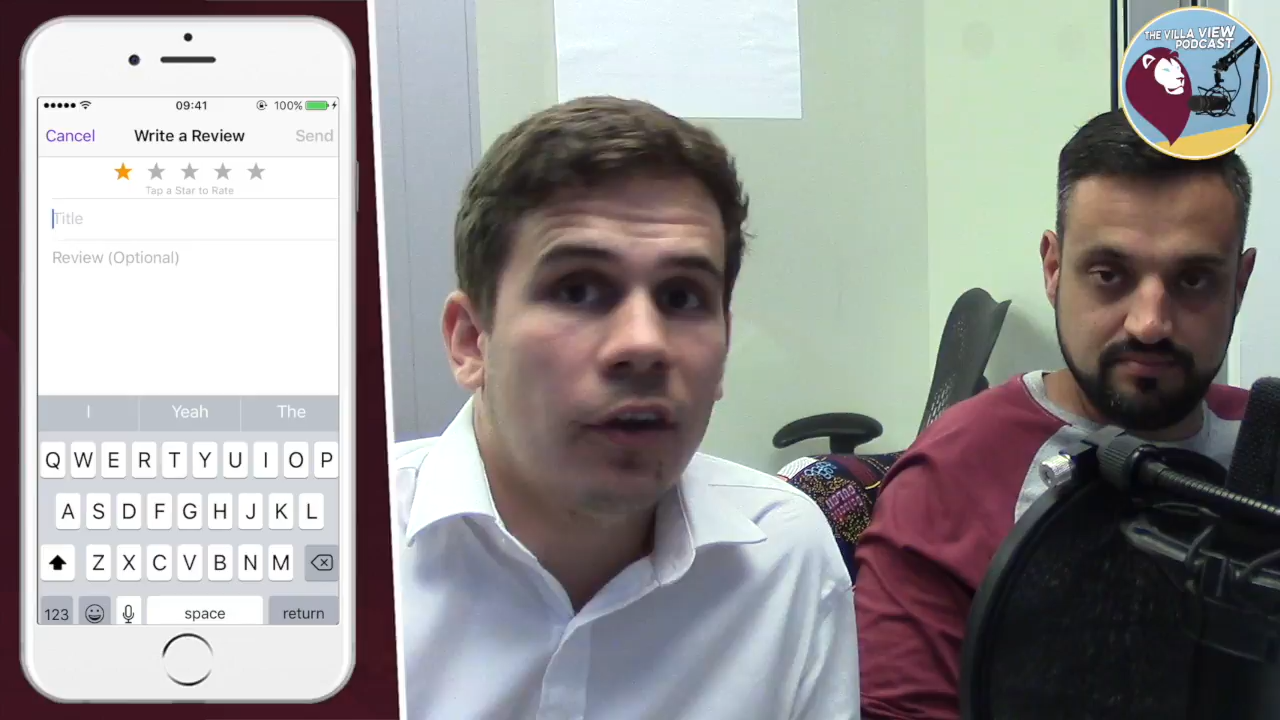 09:41
100%
Cancel
Write a Review
Send
Tap a Star to Rate
Title
Review (Optional)
I
Yeah
The
Q W E R T Y U I O P
A S D F G H J K L
Z X C V B N M
123
space
return
THE VILLA VIEW
PODCAST